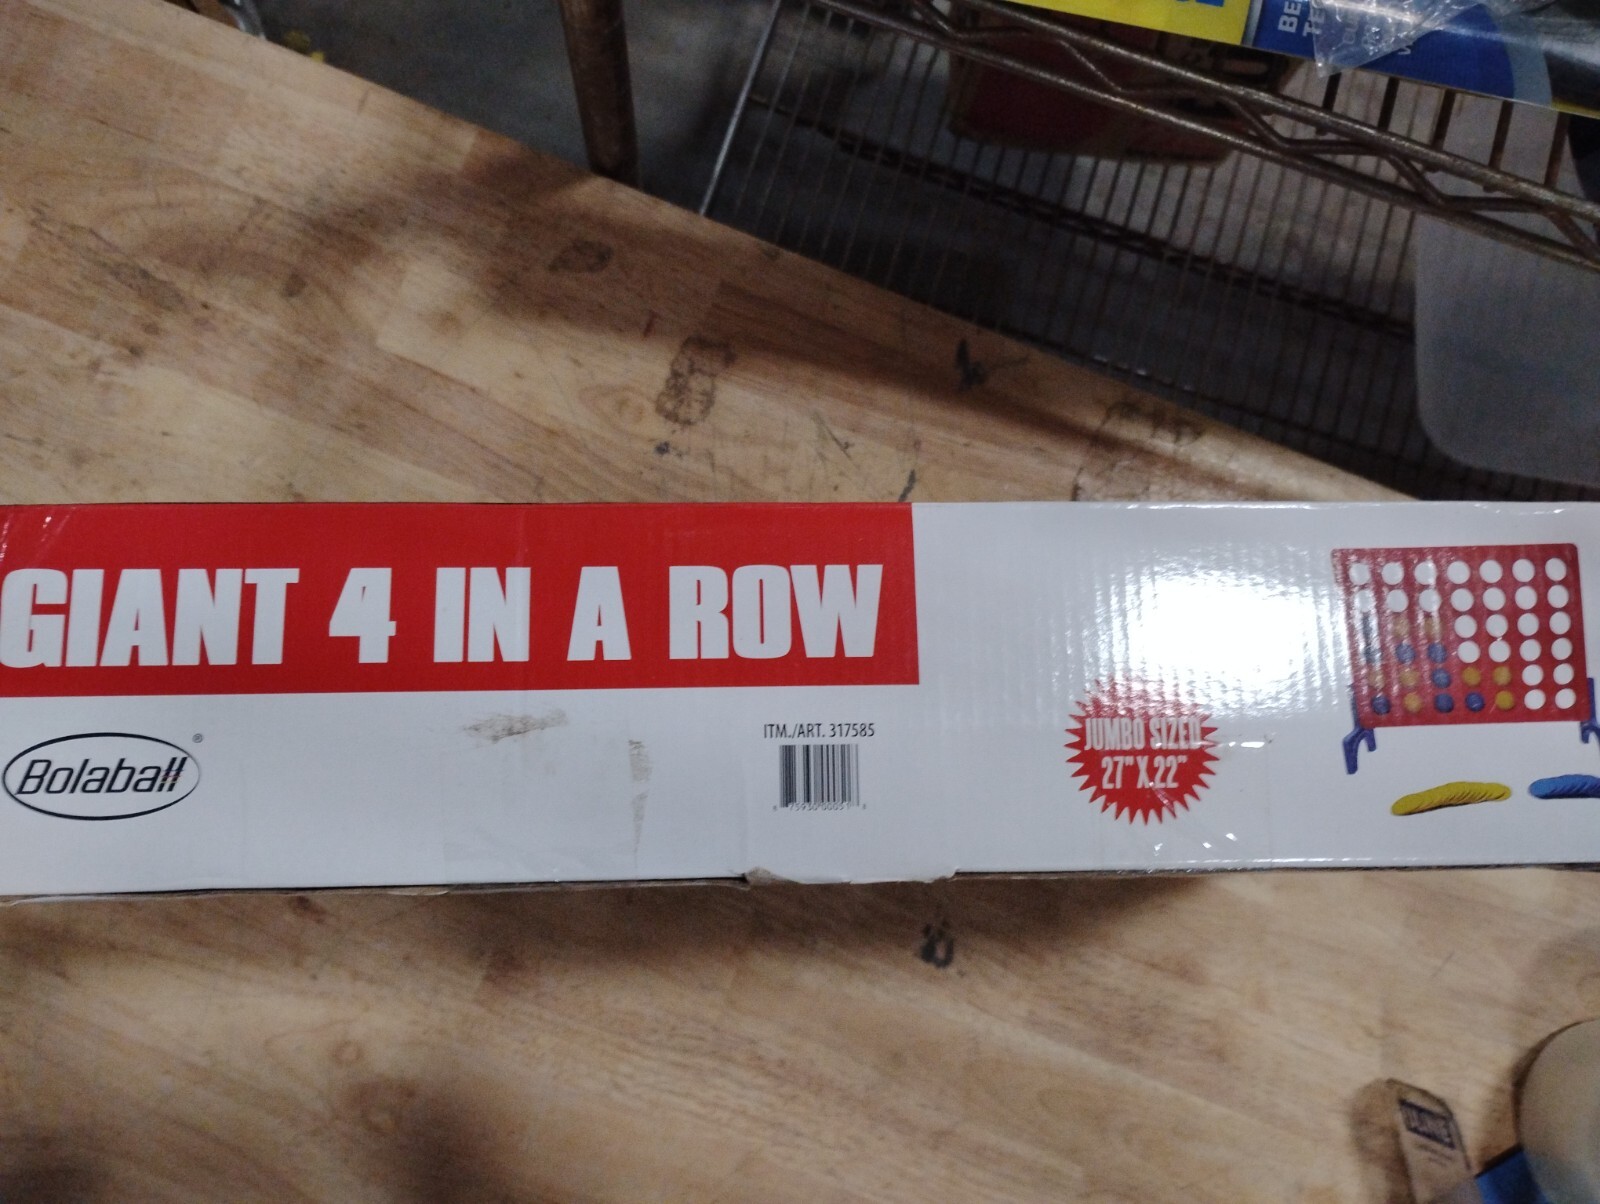 GIANT 4 IN A ROW
Bolaball
ITM./ART. 317585
JUMBO SIZED
27" X 22"